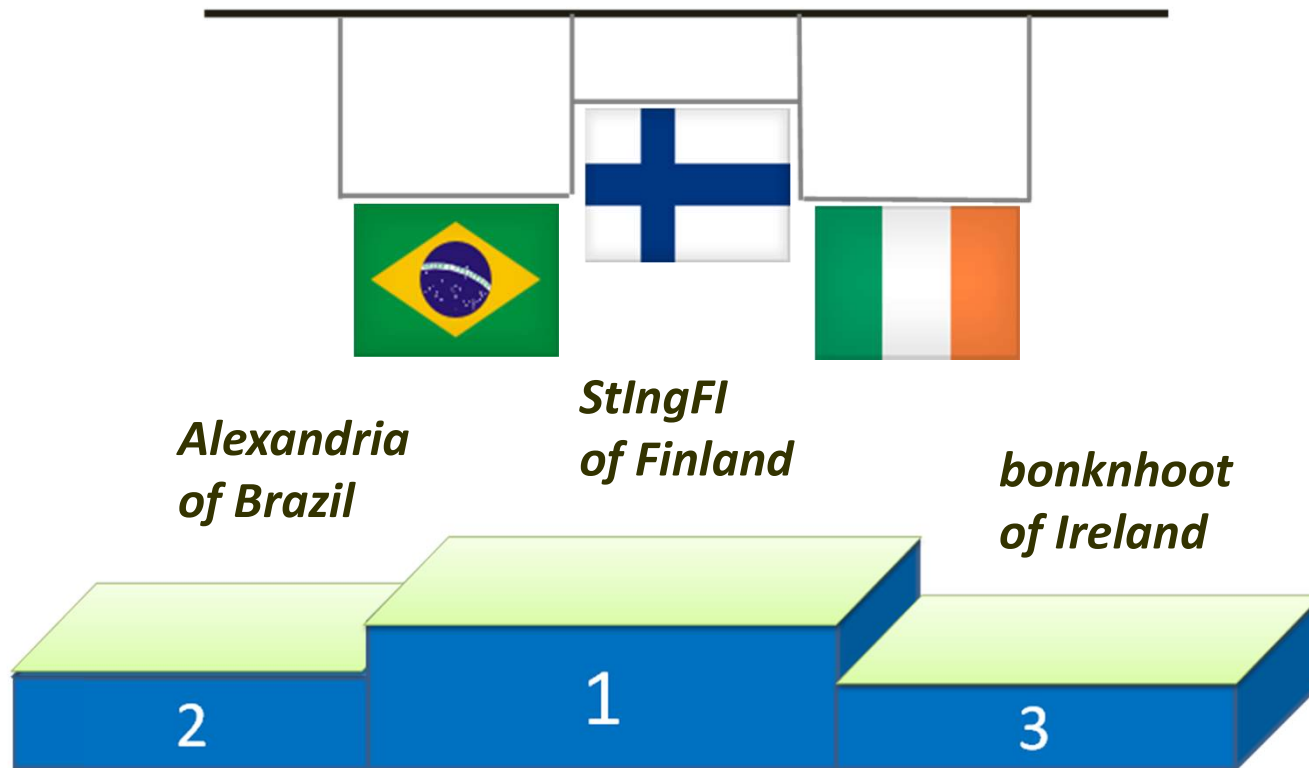 StIngFI
of Finland
Alexandria
of Brazil
bonknhoot
of Ireland
1
2
3